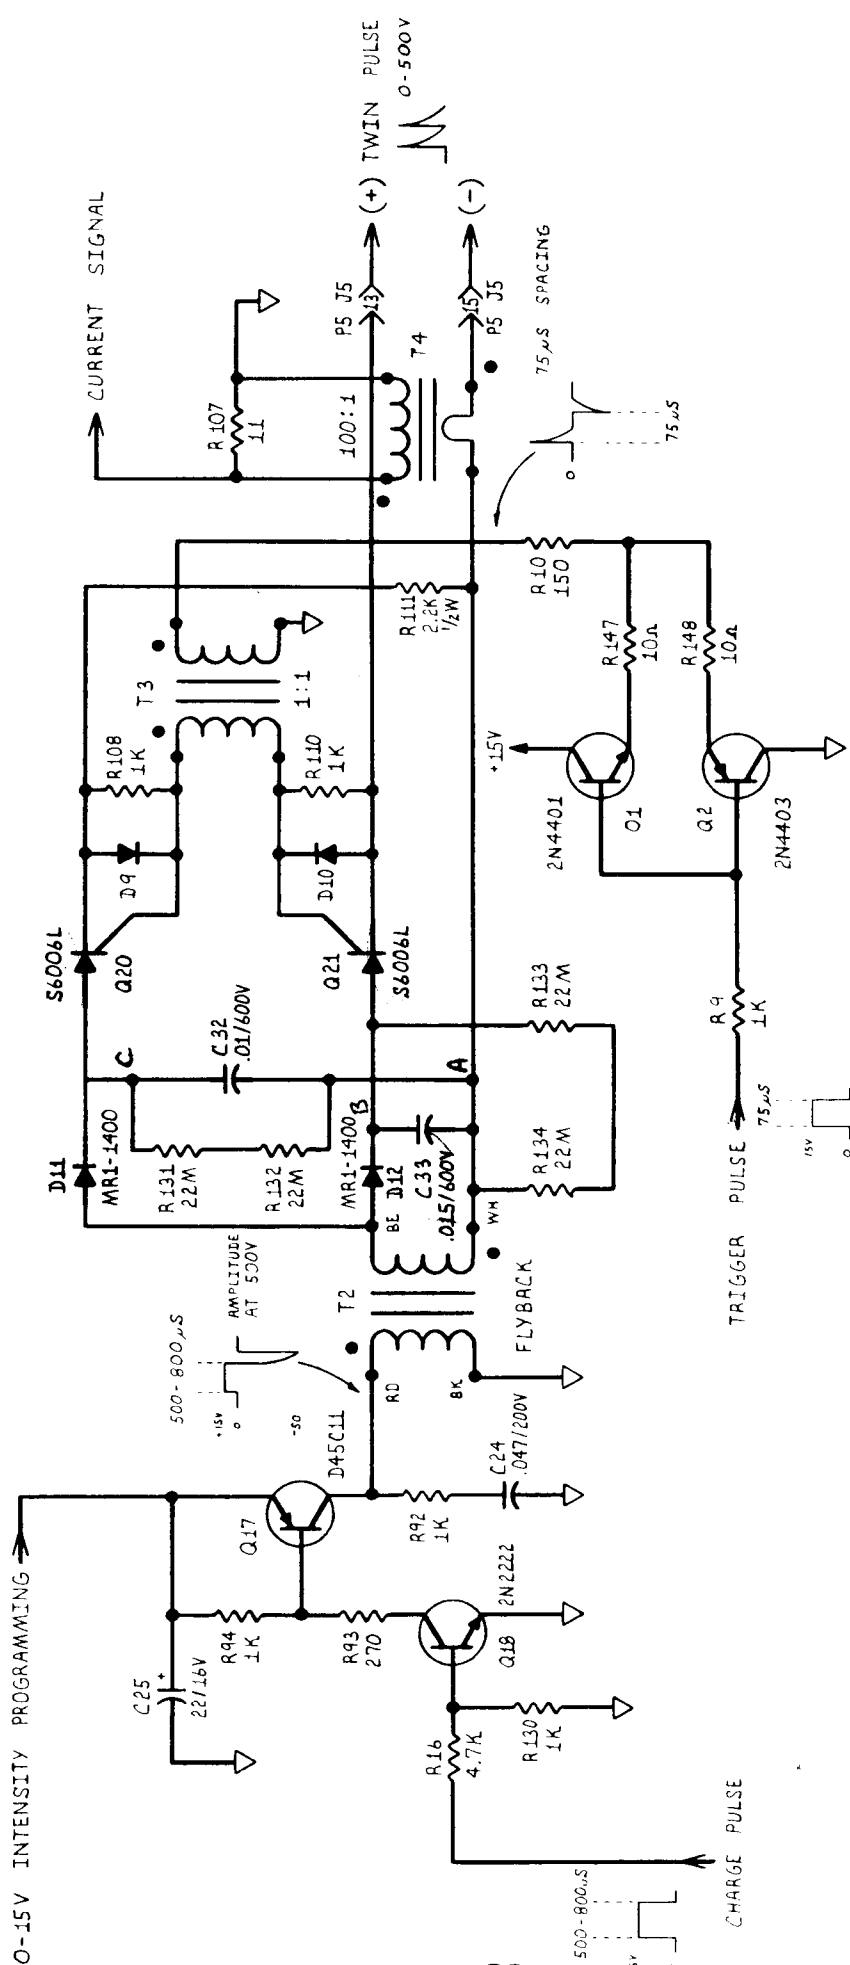 0-15V INTENSITY PROGRAMMING
C25
+
22/16V
R94
1K
R93
270
Q17
D45C11
R92
1K
C24
.047/200V
Q18
2N2222
R16
4.7K
R130
1K
CHARGE PULSE
500-800µS
500-800µS
+15V
0
-50
AMPLITUDE
AT 500V
RD
BK
T2
FLYBACK
BE
WH
D11
MR1-1400
R131
22M
R132
22M
C
C32
.01/600V
MR1-1400
D12
B
C33
.015/600V
A
R134
22M
R133
22M
S6006L
Q20
Q21
S6006L
D9
D10
R108
1K
R110
1K
T3
1:1
R111
2.2K
1/2W
R107
11
CURRENT SIGNAL
100:1
T4
P5 J5
13
15
P5 J5
(+) TWIN PULSE
0-500V
(-)
75µS SPACING
0
75µS
R10
150
R147
10Ω
R148
10Ω
+15V
2N4401
Q1
Q2
2N4403
R9
1K
TRIGGER PULSE
75µS
15V
0